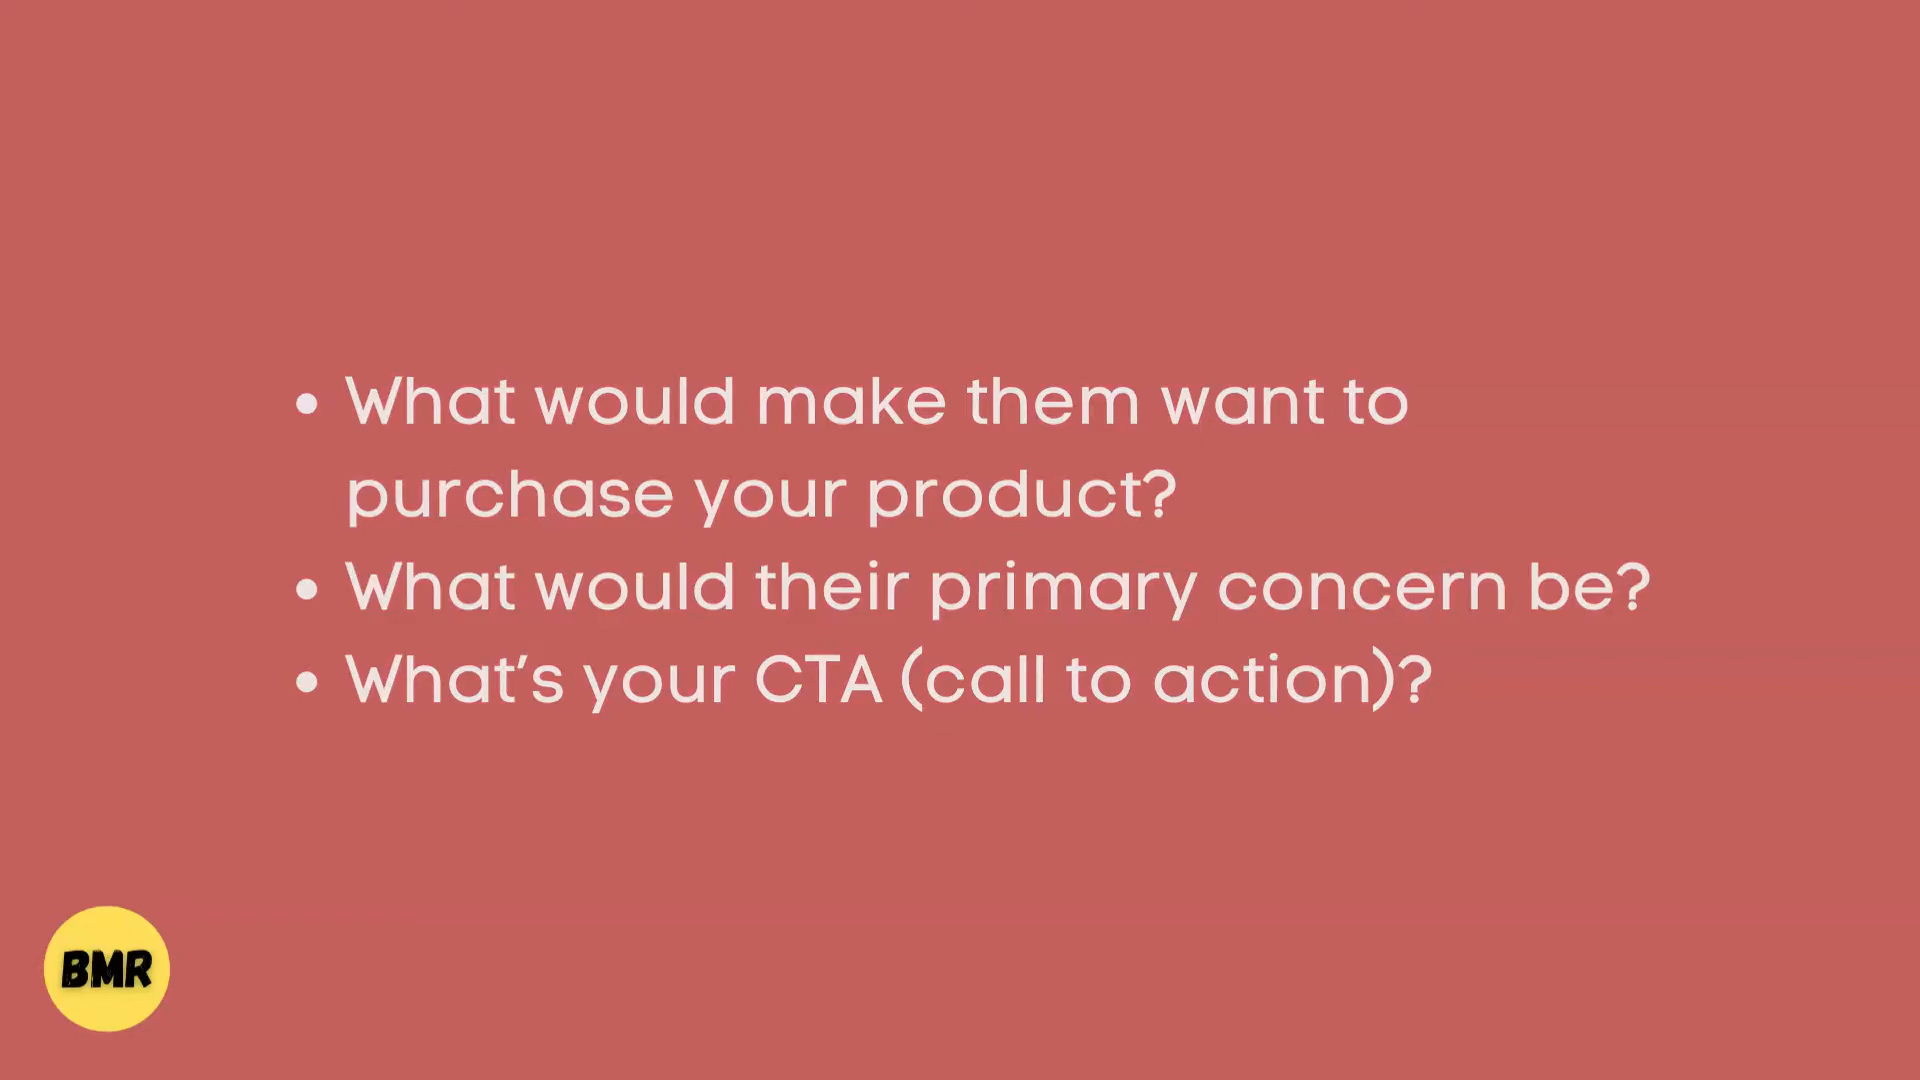 • What would make them want to
purchase your product?
• What would their primary concern be?
• What’s your CTA (call to action)?
BMR